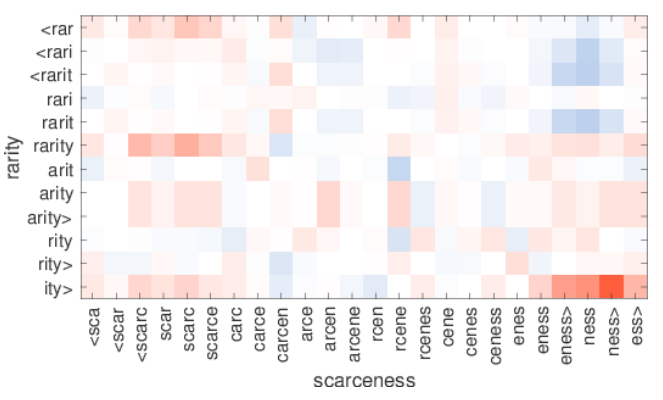 <rar
<rari
<rarit
rari
rarit
rarity
arit
arity
arity>
rity
rity>
ity>
rarity
<sca
<scar
<scarc
scar
scarc
scarce
carc
carce
carcen
arce
arcen
arcene
rcen
rcene
rcenes
cene
cenes
ceness
enes
eness
eness>
ness
ness>
ess>
scarceness